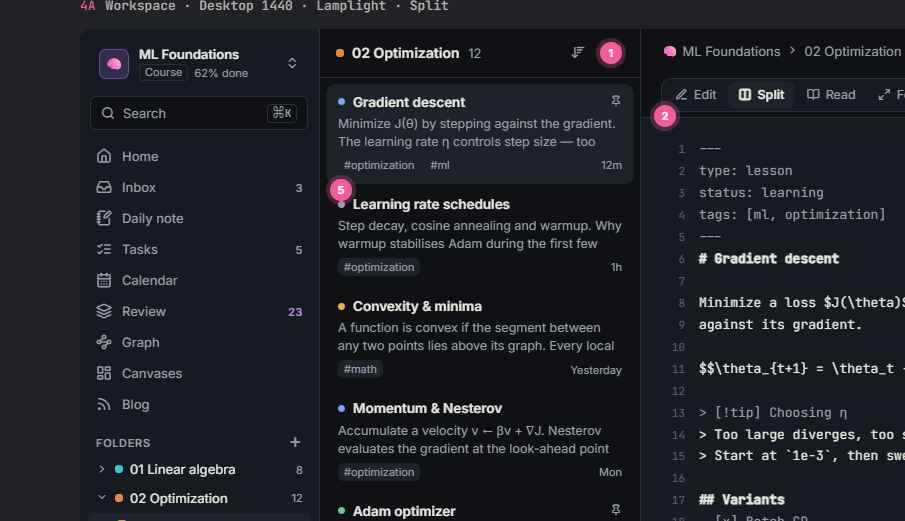 4A Workspace · Desktop 1440 · Lamplight · Split
ML Foundations
Course 62% done
Search ⌘K
Home
Inbox 3
Daily note
Tasks 5
Calendar
Review 23
Graph
Canvases
Blog
FOLDERS +
01 Linear algebra 8
02 Optimization 12
02 Optimization 12
1
Gradient descent
Minimize J(θ) by stepping against the gradient.
The learning rate η controls step size — too
#optimization #ml 12m
5
Learning rate schedules
Step decay, cosine annealing and warmup. Why
warmup stabilises Adam during the first few
#optimization 1h
Convexity & minima
A function is convex if the segment between
any two points lies above its graph. Every local
#math Yesterday
Momentum & Nesterov
Accumulate a velocity v ← βv + ∇J. Nesterov
evaluates the gradient at the look-ahead point
#optimization Mon
Adam optimizer
ML Foundations > 02 Optimization
Edit Split Read
2
1 ---
2 type: lesson
3 status: learning
4 tags: [ml, optimization]
5 ---
6 # Gradient descent
7
8 Minimize a loss $J(\theta)$
9 against its gradient.
10
11 $$\theta_{t+1} = \theta_t -
12
13 > [!tip] Choosing η
14 > Too large diverges, too s
15 > Start at `1e-3`, then swe
16
17 ## Variants